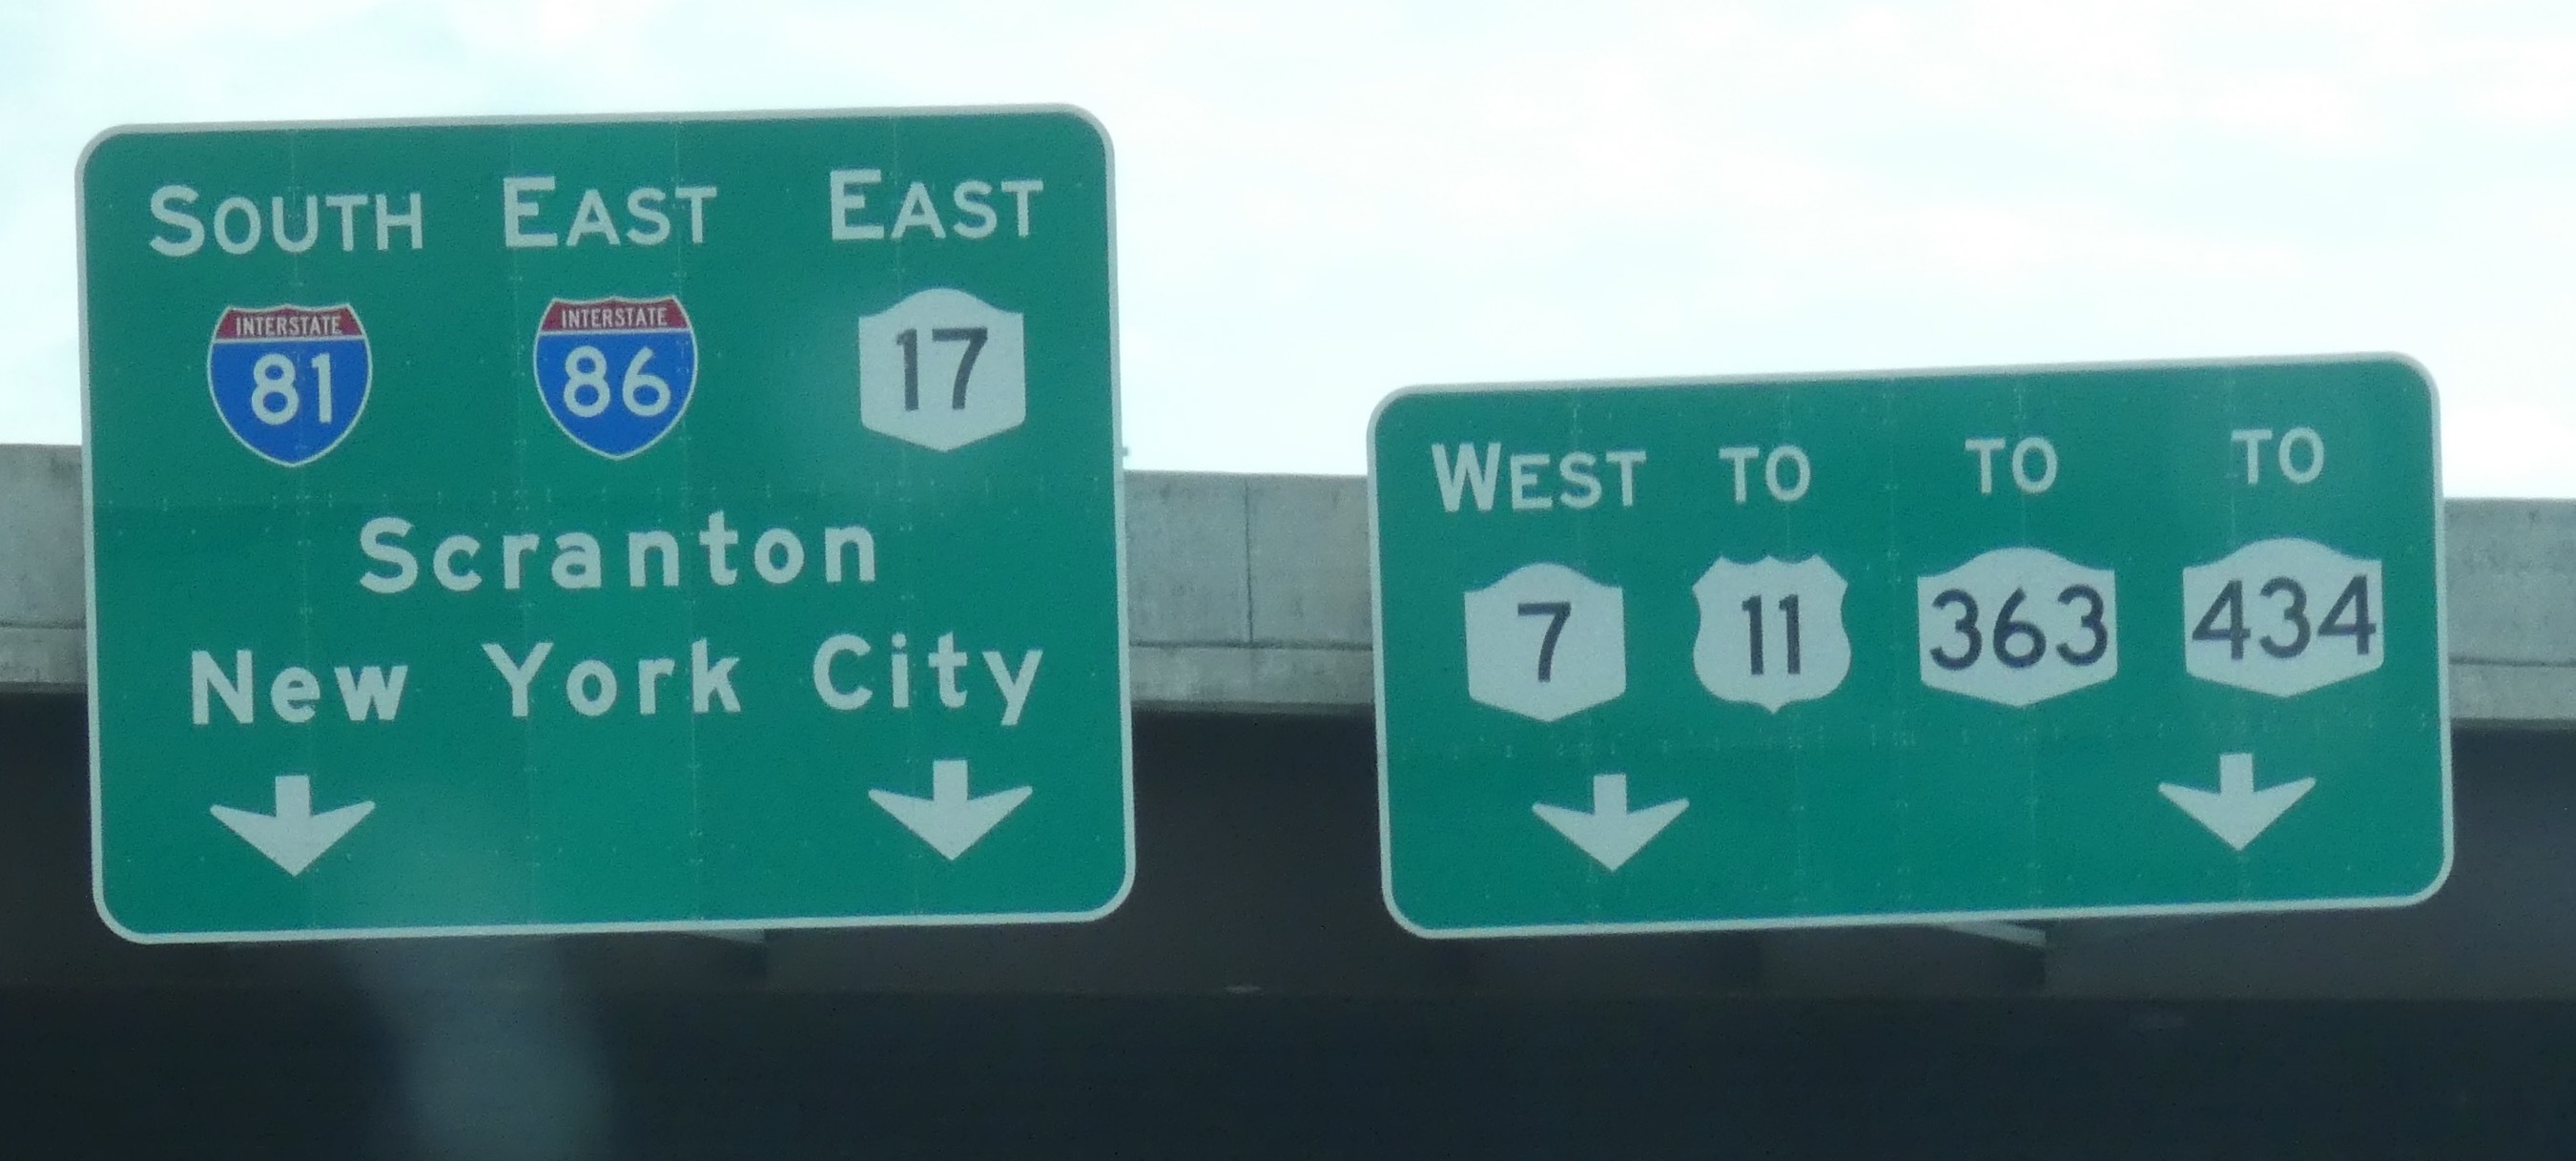 SOUTH EAST EAST
INTERSTATE 81 INTERSTATE 86 17
Scranton
New York City
WEST TO TO TO
7 11 363 434